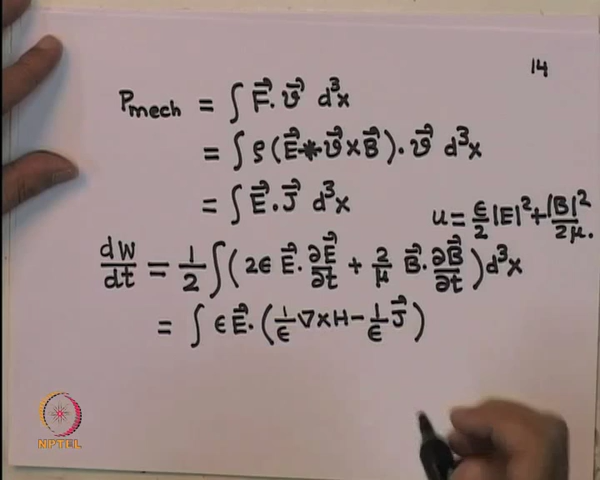 14
P_mech = ∫ F⃗ · v⃗ d³x
= ∫ ρ (E⃗ + v⃗ × B⃗) · v⃗ d³x
= ∫ E⃗ · J⃗ d³x
u = ε/2 |E|² + |B|²/2μ.
dW/dt = 1/2 ∫ (2ε E⃗ · ∂E⃗/∂t + 2/μ B⃗ · ∂B⃗/∂t) d³x
= ∫ ε E⃗ · (1/ε ∇×H − 1/ε J⃗)
NPTEL